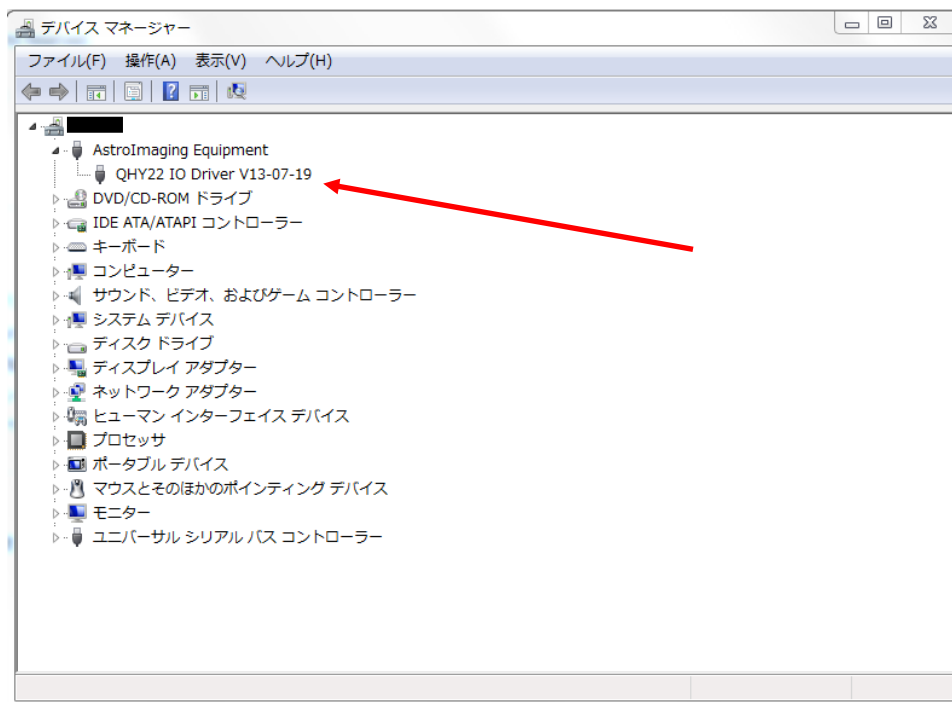 デバイス マネージャー
ファイル(F) 操作(A) 表示(V) ヘルプ(H)
AstroImaging Equipment
QHY22 IO Driver V13-07-19
DVD/CD-ROM ドライブ
IDE ATA/ATAPI コントローラー
キーボード
コンピューター
サウンド、ビデオ、およびゲーム コントローラー
システム デバイス
ディスク ドライブ
ディスプレイ アダプター
ネットワーク アダプター
ヒューマン インターフェイス デバイス
プロセッサ
ポータブル デバイス
マウスとそのほかのポインティング デバイス
モニター
ユニバーサル シリアル バス コントローラー